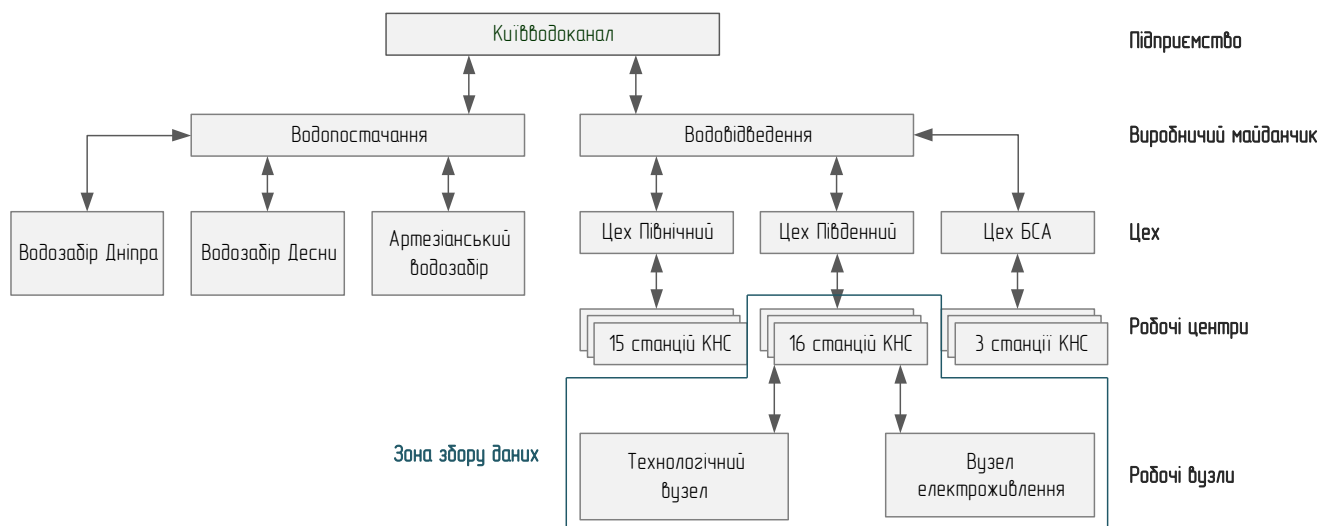 Київводоканал
Підприємство
Водопостачання
Водовідведення
Виробничий майданчик
Водозабір Дніпра
Водозабір Десни
Артезіанський
водозабір
Цех Північний
Цех Південний
Цех БСА
Цех
15 станцій КНС
16 станцій КНС
3 станції КНС
Робочі центри
Зона збору даних
Технологічний
вузел
Вузел
електроживлення
Робочі вузли